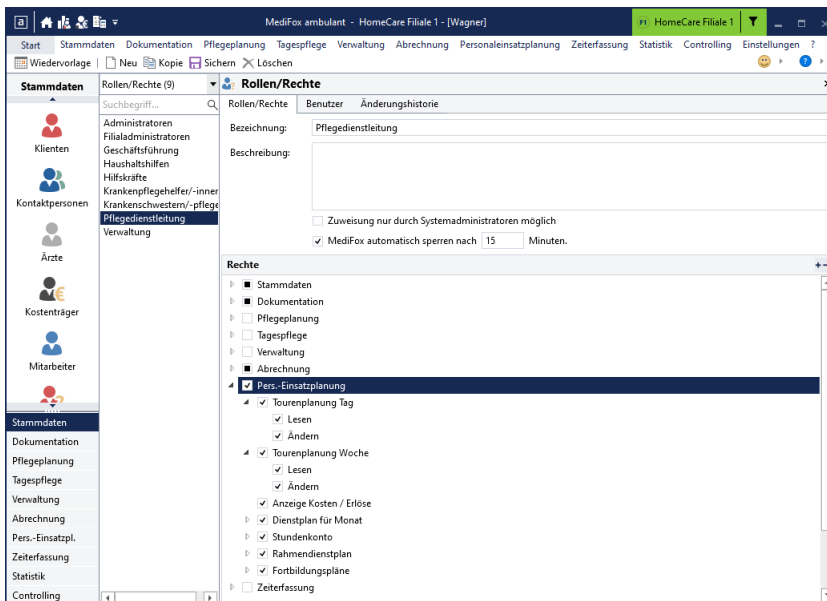 a MediFox ambulant - HomeCare Filiale 1 - [Wagner] FI HomeCare Filiale 1
Start Stammdaten Dokumentation Pflegeplanung Tagespflege Verwaltung Abrechnung Personaleinsatzplanung Zeiterfassung Statistik Controlling Einstellungen ?
Wiedervorlage Neu Kopie Sichern Löschen
Stammdaten
Klienten
Kontaktpersonen
Ärzte
Kostenträger
Mitarbeiter
Stammdaten
Dokumentation
Pflegeplanung
Tagespflege
Verwaltung
Abrechnung
Pers.-Einsatzpl.
Zeiterfassung
Statistik
Controlling
Rollen/Rechte (9)
Suchbegriff...
Administratoren
Filialadministratoren
Geschäftsführung
Haushaltshilfen
Hilfskräfte
Krankenpflegehelfer/-inner
Krankenschwestern/-pflege
Pflegedienstleitung
Verwaltung
Rollen/Rechte
Rollen/Rechte Benutzer Änderungshistorie
Bezeichnung: Pflegedienstleitung
Beschreibung:
Zuweisung nur durch Systemadministratoren möglich
MediFox automatisch sperren nach 15 Minuten.
Rechte
Stammdaten
Dokumentation
Pflegeplanung
Tagespflege
Verwaltung
Abrechnung
Pers.-Einsatzplanung
Tourenplanung Tag
Lesen
Ändern
Tourenplanung Woche
Lesen
Ändern
Anzeige Kosten / Erlöse
Dienstplan für Monat
Stundenkonto
Rahmendienstplan
Fortbildungspläne
Zeiterfassung